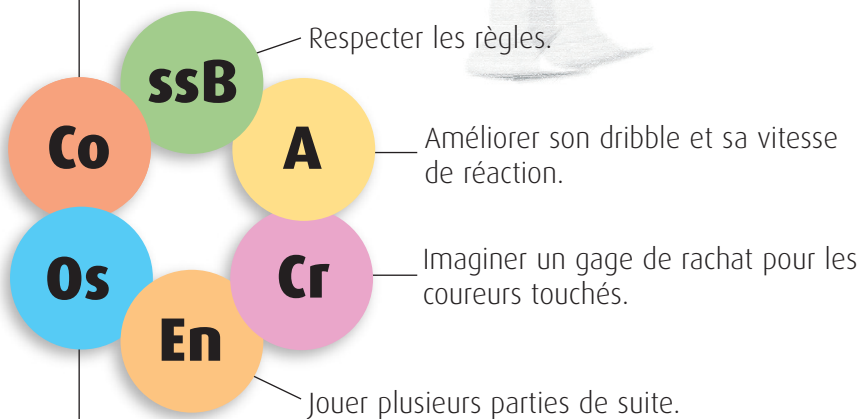 ssB
Respecter les règles.
Co
A
Améliorer son dribble et sa vitesse
de réaction.
Os
Cr
Imaginer un gage de rachat pour les
coureurs touchés.
En
Jouer plusieurs parties de suite.